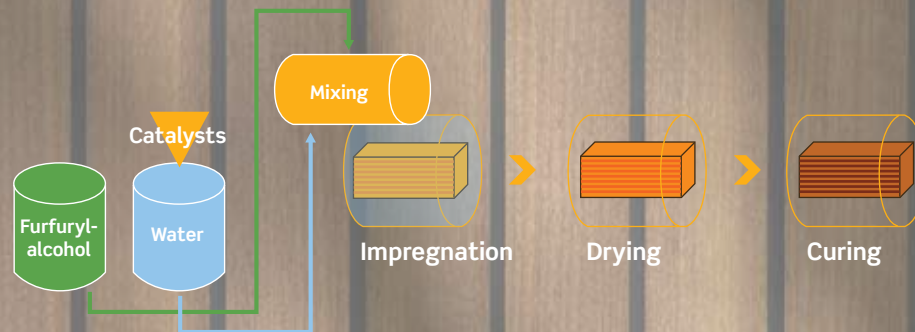 Mixing
Catalysts
Furfuryl-
alcohol
Water
Impregnation
Drying
Curing